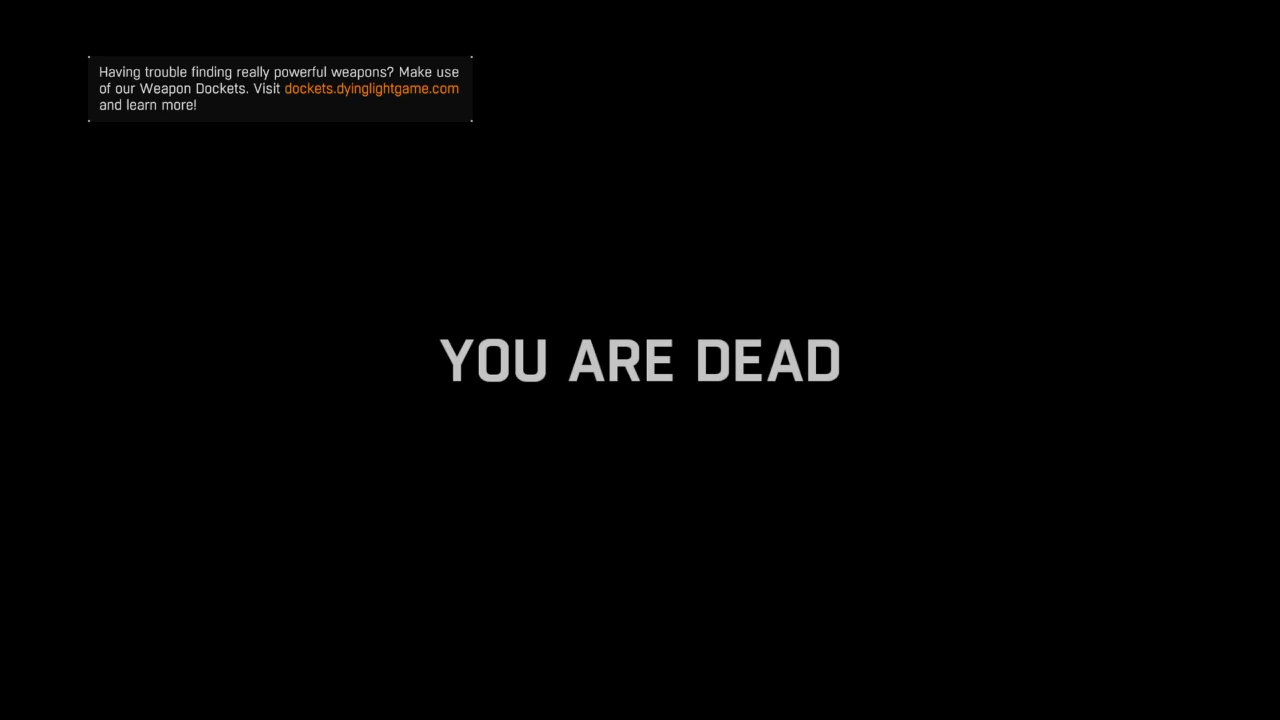 Having trouble finding really powerful weapons? Make use
of our Weapon Dockets. Visit dockets.dyinglightgame.com
and learn more!
YOU ARE DEAD